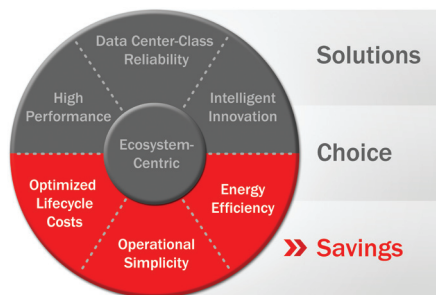 Data Center-Class
Reliability
High
Performance
Intelligent
Innovation
Ecosystem-
Centric
Optimized
Lifecycle
Costs
Energy
Efficiency
Operational
Simplicity
Solutions
Choice
» Savings